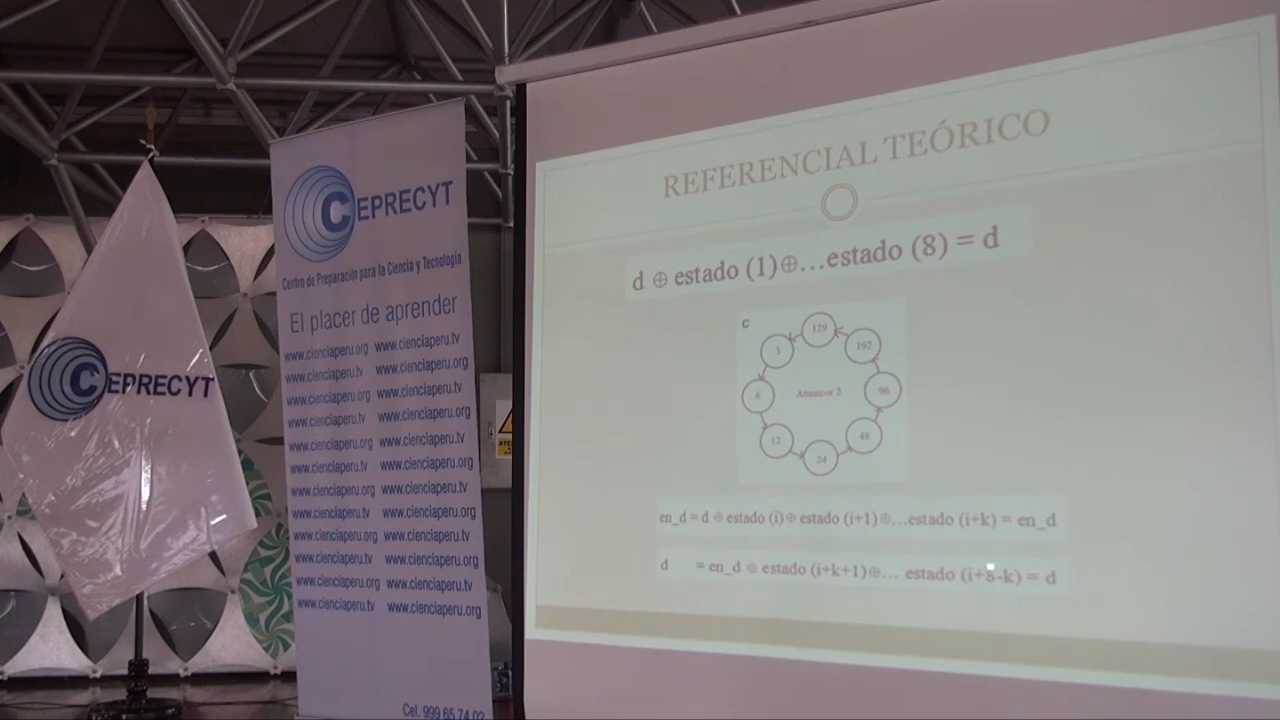 CEPRECYT
CEPRECYT
Centro de Preparación para la Ciencia y Tecnología
El placer de aprender
www.cienciaperu.org www.cienciaperu.tv
www.cienciaperu.tv www.cienciaperu.org
www.cienciaperu.org www.cienciaperu.tv
www.cienciaperu.tv www.cienciaperu.org
www.cienciaperu.org www.cienciaperu.tv
www.cienciaperu.tv www.cienciaperu.org
www.cienciaperu.org www.cienciaperu.tv
www.cienciaperu.tv www.cienciaperu.org
www.cienciaperu.org www.cienciaperu.tv
www.cienciaperu.tv www.cienciaperu.org
www.cienciaperu.org www.cienciaperu.tv
www.cienciaperu.tv www.cienciaperu.org
Cel. 999 65 74 02
REFERENCIAL TEÓRICO
d ⊕ estado (1)⊕…estado (8) = d
C
129
3
192
6
Atractor 2
96
12
48
24
en_d = d ⊕ estado (i)⊕ estado (i+1)⊕…estado (i+k) = en_d
d = en_d ⊕ estado (i+k+1)⊕… estado (i+8-k) = d